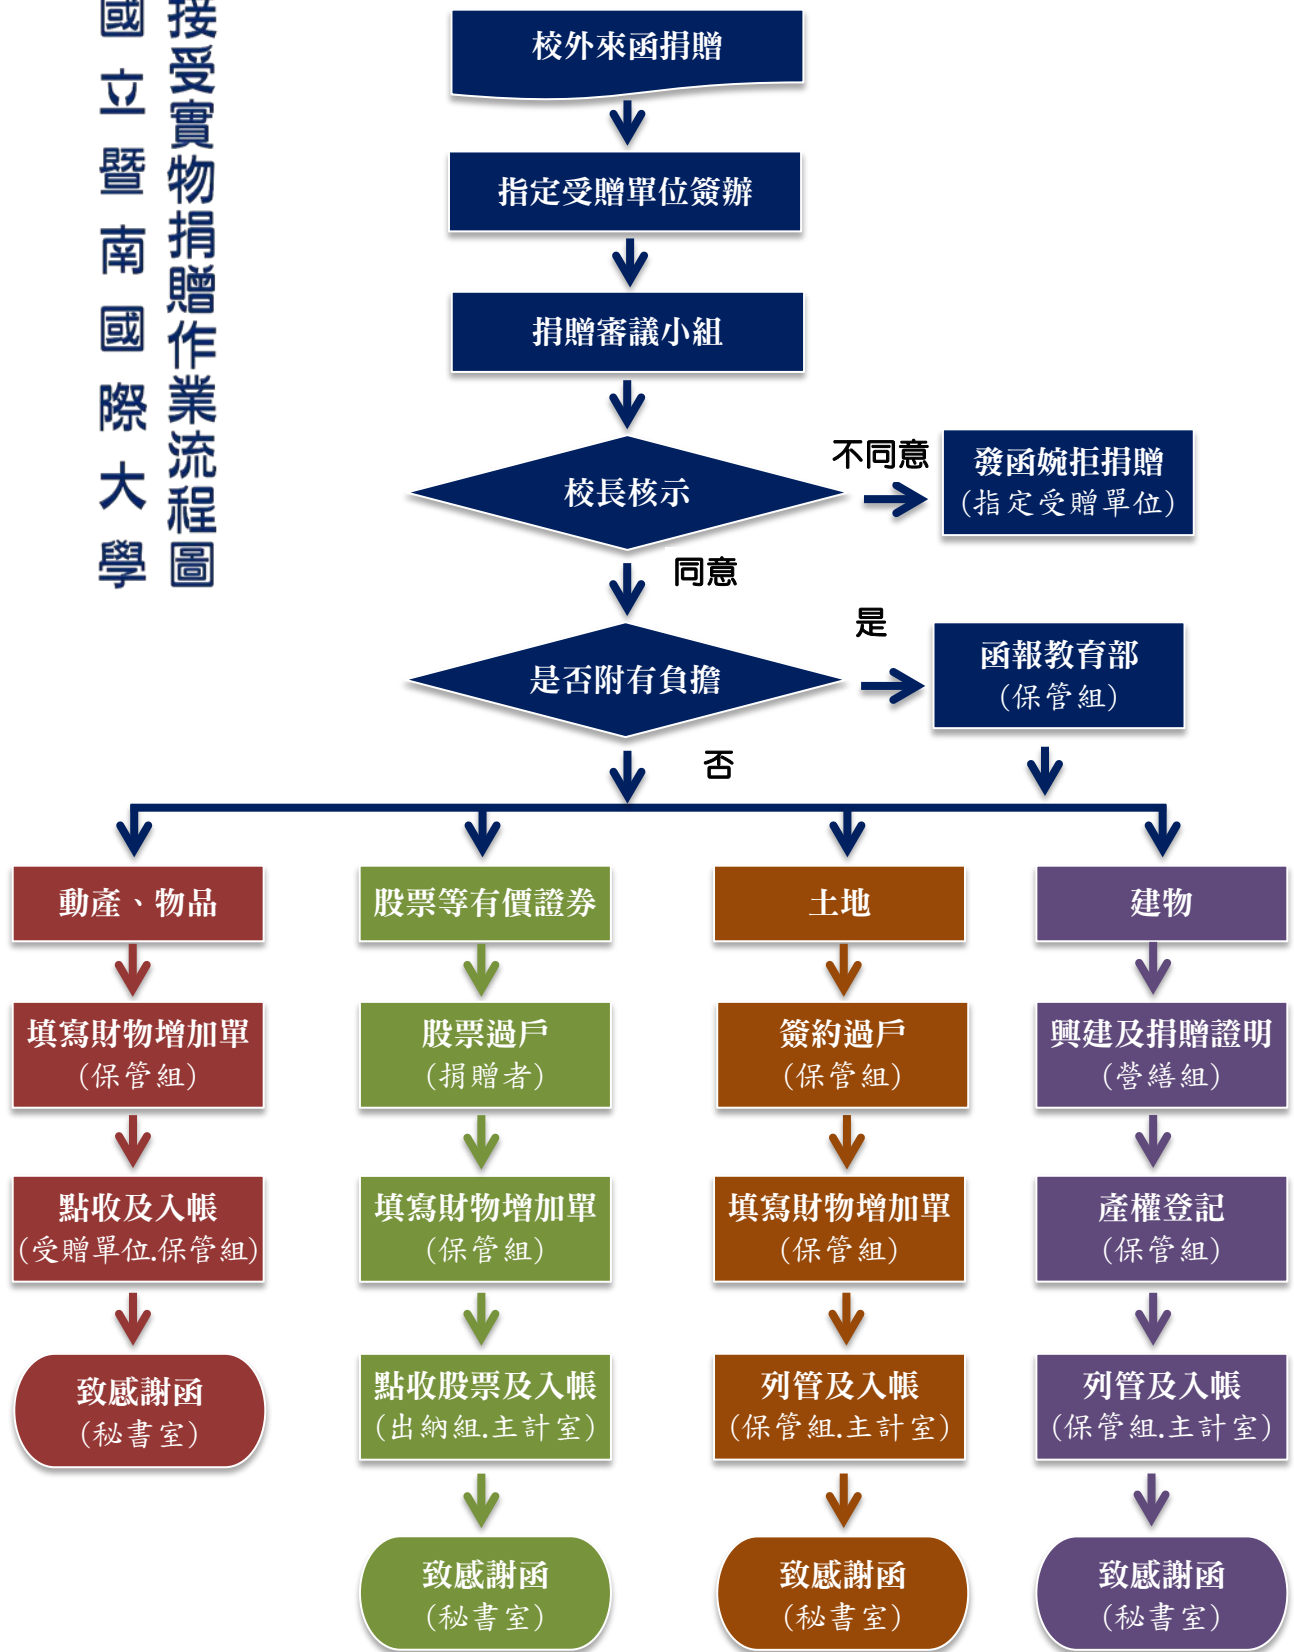 國立暨南國際大學
接受實物捐贈作業流程圖
校外來函捐贈
指定受贈單位簽辦
捐贈審議小組
校長核示
不同意
發函婉拒捐贈
(指定受贈單位)
同意
是否附有負擔
是
函報教育部
(保管組)
否
動產、物品
股票等有價證券
土地
建物
填寫財物增加單
(保管組)
股票過戶
(捐贈者)
簽約過戶
(保管組)
興建及捐贈證明
(營繕組)
點收及入帳
(受贈單位.保管組)
填寫財物增加單
(保管組)
填寫財物增加單
(保管組)
產權登記
(保管組)
致感謝函
(秘書室)
點收股票及入帳
(出納組.主計室)
列管及入帳
(保管組.主計室)
列管及入帳
(保管組.主計室)
致感謝函
(秘書室)
致感謝函
(秘書室)
致感謝函
(秘書室)